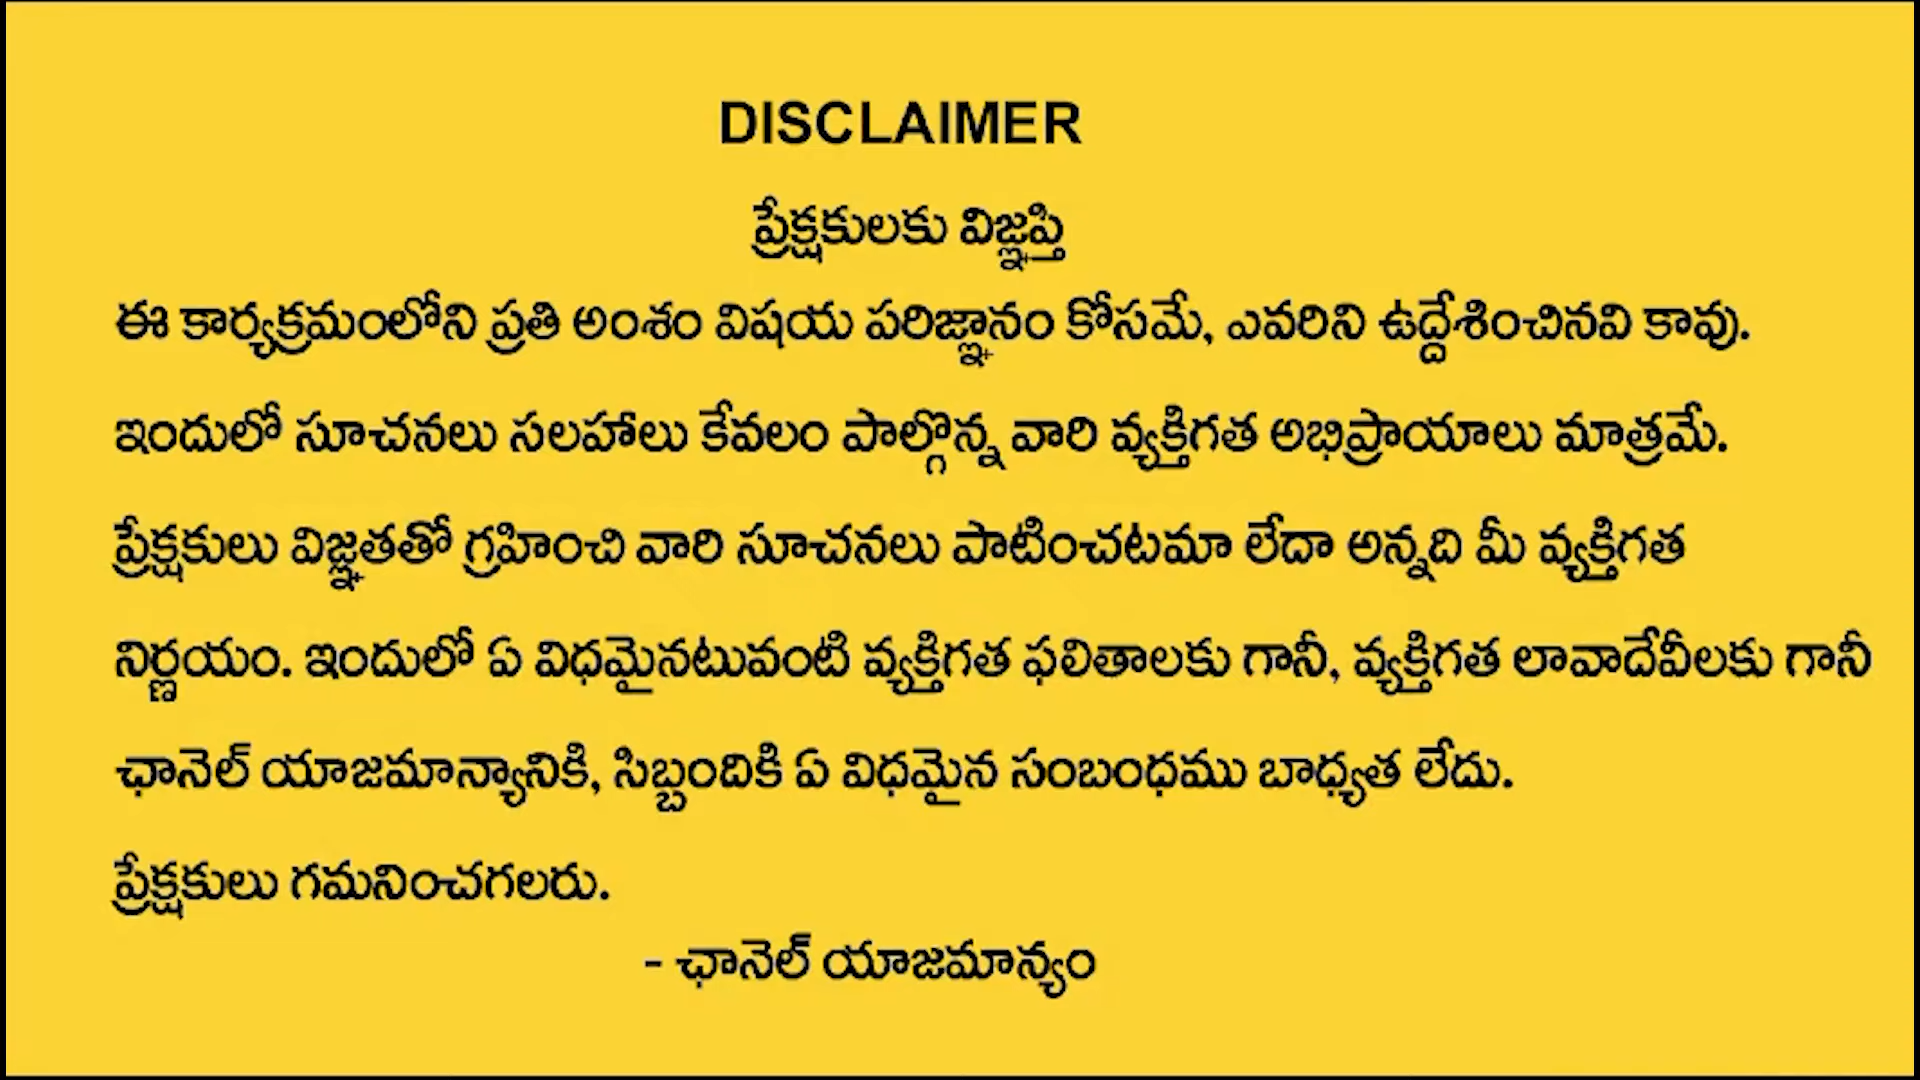 DISCLAIMER
ప్రేక్షకులకు విజ్ఞప్తి
ఈ కార్యక్రమంలోని ప్రతి అంశం విషయ పరిజ్ఞానం కోసమే, ఎవరిని ఉద్దేశించినవి కావు.
ఇందులో సూచనలు సలహాలు కేవలం పాల్గొన్న వారి వ్యక్తిగత అభిప్రాయాలు మాత్రమే.
ప్రేక్షకులు విజ్ఞతతో గ్రహించి వారి సూచనలు పాటించటమా లేదా అన్నది మీ వ్యక్తిగత
నిర్ణయం. ఇందులో ఏ విధమైనటువంటి వ్యక్తిగత ఫలితాలకు గానీ, వ్యక్తిగత లావాదేవీలకు గానీ
ఛానెల్ యాజమాన్యానికి, సిబ్బందికి ఏ విధమైన సంబంధము బాధ్యత లేదు.
ప్రేక్షకులు గమనించగలరు.
- ఛానెల్ యాజమాన్యం